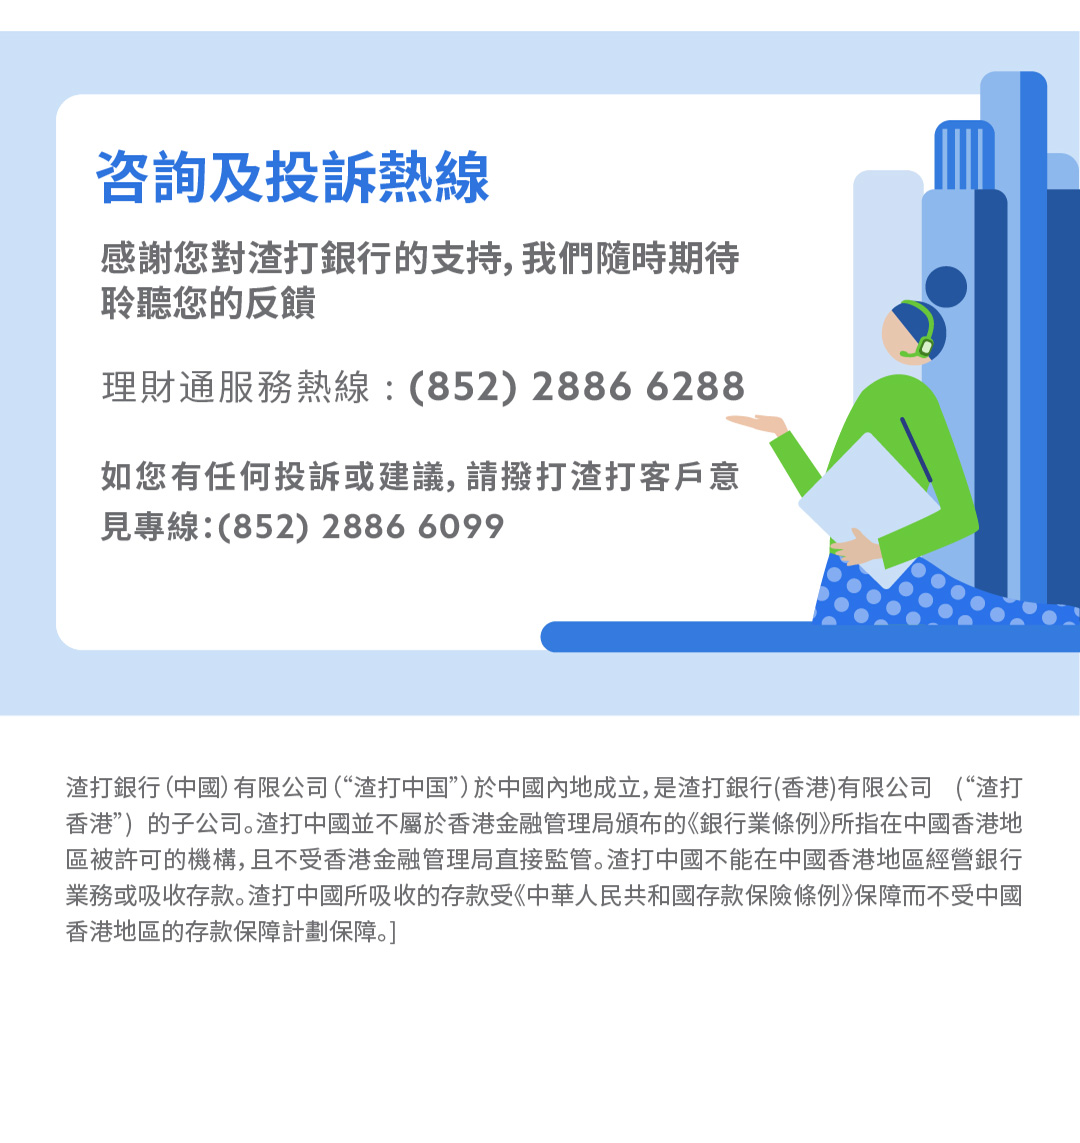 咨詢及投訴熱線
感謝您對渣打銀行的支持，我們隨時期待
聆聽您的反饋
理財通服務熱線 : (852) 2886 6288
如您有任何投訴或建議，請撥打渣打客戶意
見專線：(852) 2886 6099
渣打銀行（中國）有限公司（“渣打中国”）於中國內地成立，是渣打銀行(香港)有限公司 (“渣打
香港”) 的子公司。渣打中國並不屬於香港金融管理局頒布的《銀行業條例》所指在中國香港地
區被許可的機構，且不受香港金融管理局直接監管。渣打中國不能在中國香港地區經營銀行
業務或吸收存款。渣打中國所吸收的存款受《中華人民共和國存款保險條例》保障而不受中國
香港地區的存款保障計劃保障。]